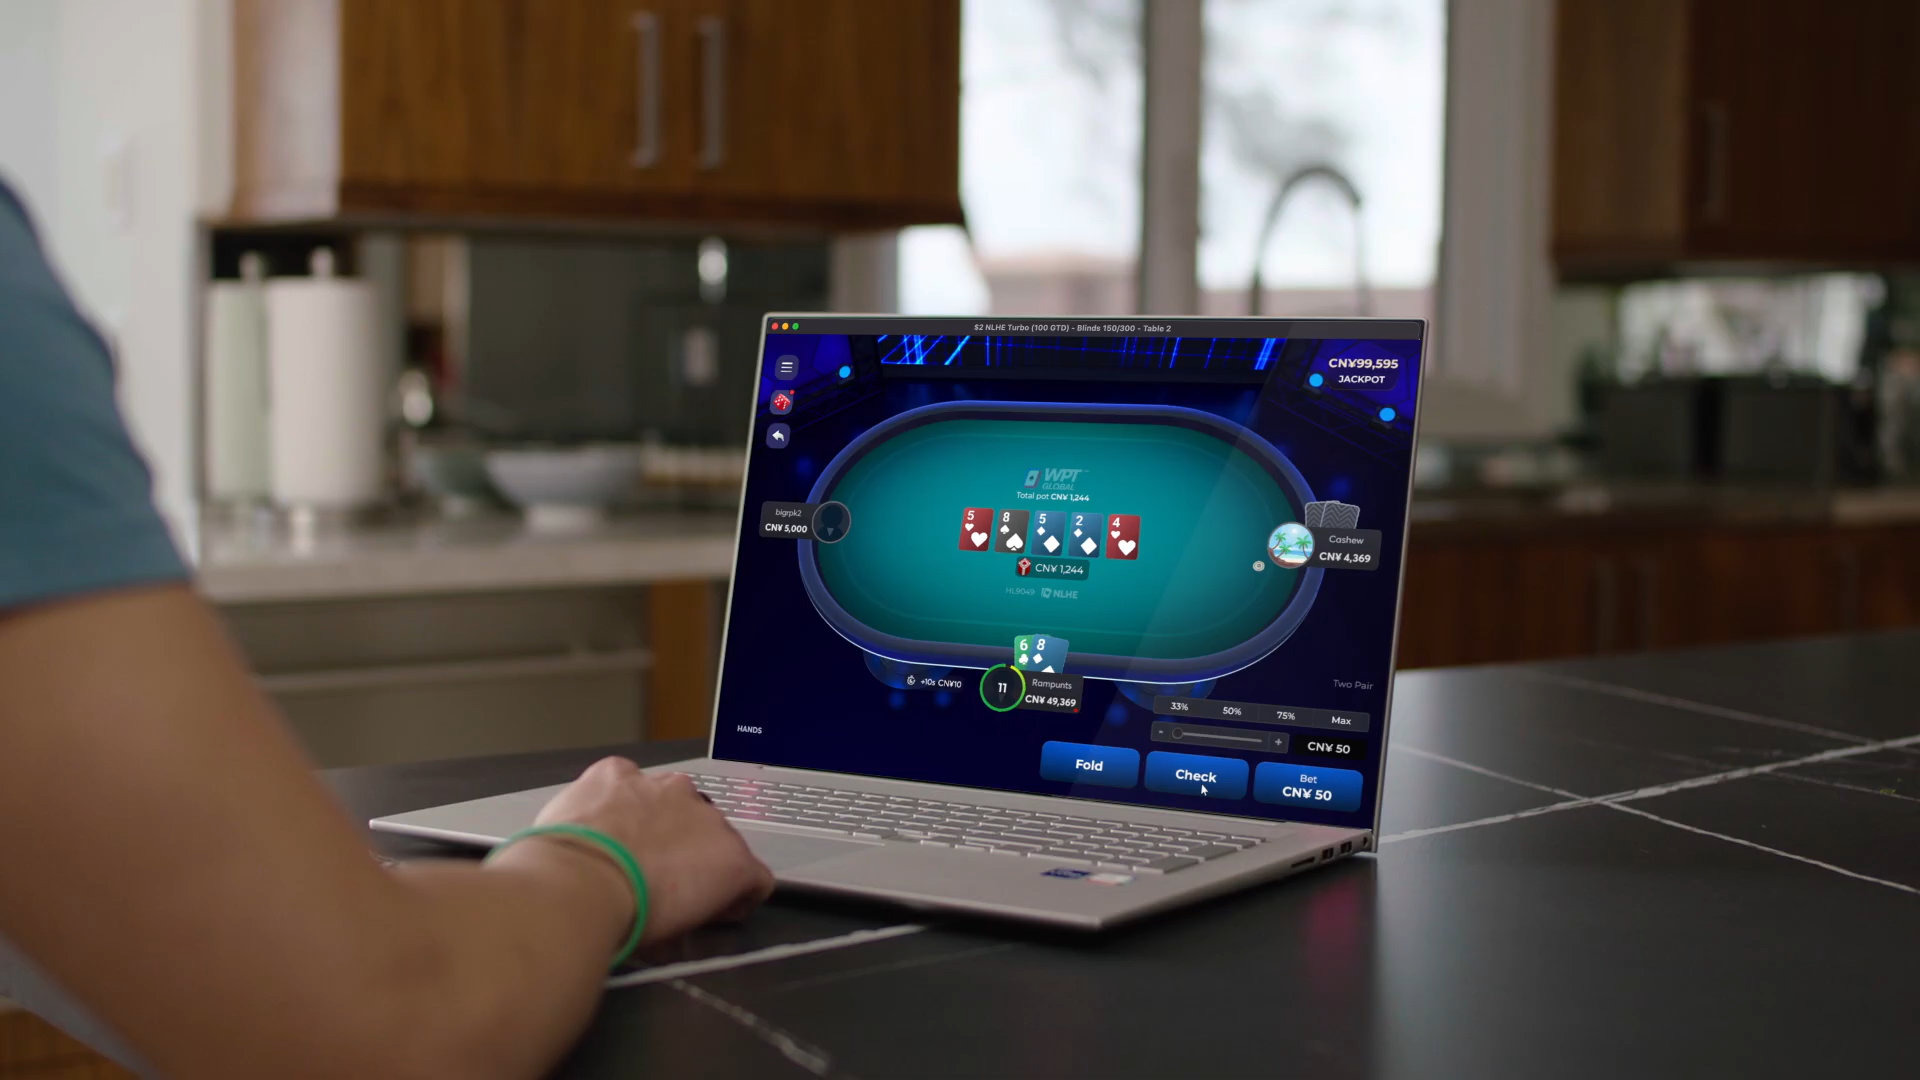 $2 NLHE Turbo (100 GTD) - Blinds 150/300 - Table 2
CN¥99,595
JACKPOT
WPT
GLOBAL
Total pot CN¥ 1,244
5 8 5 2 4
CN¥ 1,244
HL9049 NLHE
bigrpk2
CN¥ 5,000
Cashew
CN¥ 4,369
6 8
+10s CN¥10
11
Rampunts
CN¥ 49,369
Two Pair
33% 50% 75% Max
- + CN¥ 50
HANDS
Fold
Check
Bet
CN¥ 50